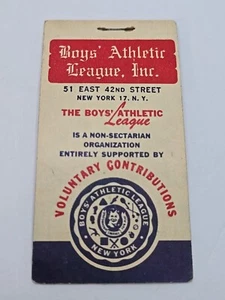 Boys' Athletic
League, Inc.
51 EAST 42ND STREET
NEW YORK 17, N.Y.
THE BOYS' ATHLETIC
League
IS A NON-SECTARIAN
ORGANIZATION
ENTIRELY SUPPORTED BY
VOLUNTARY CONTRIBUTIONS
BOYS' ATHLETIC LEAGUE
NEW YORK